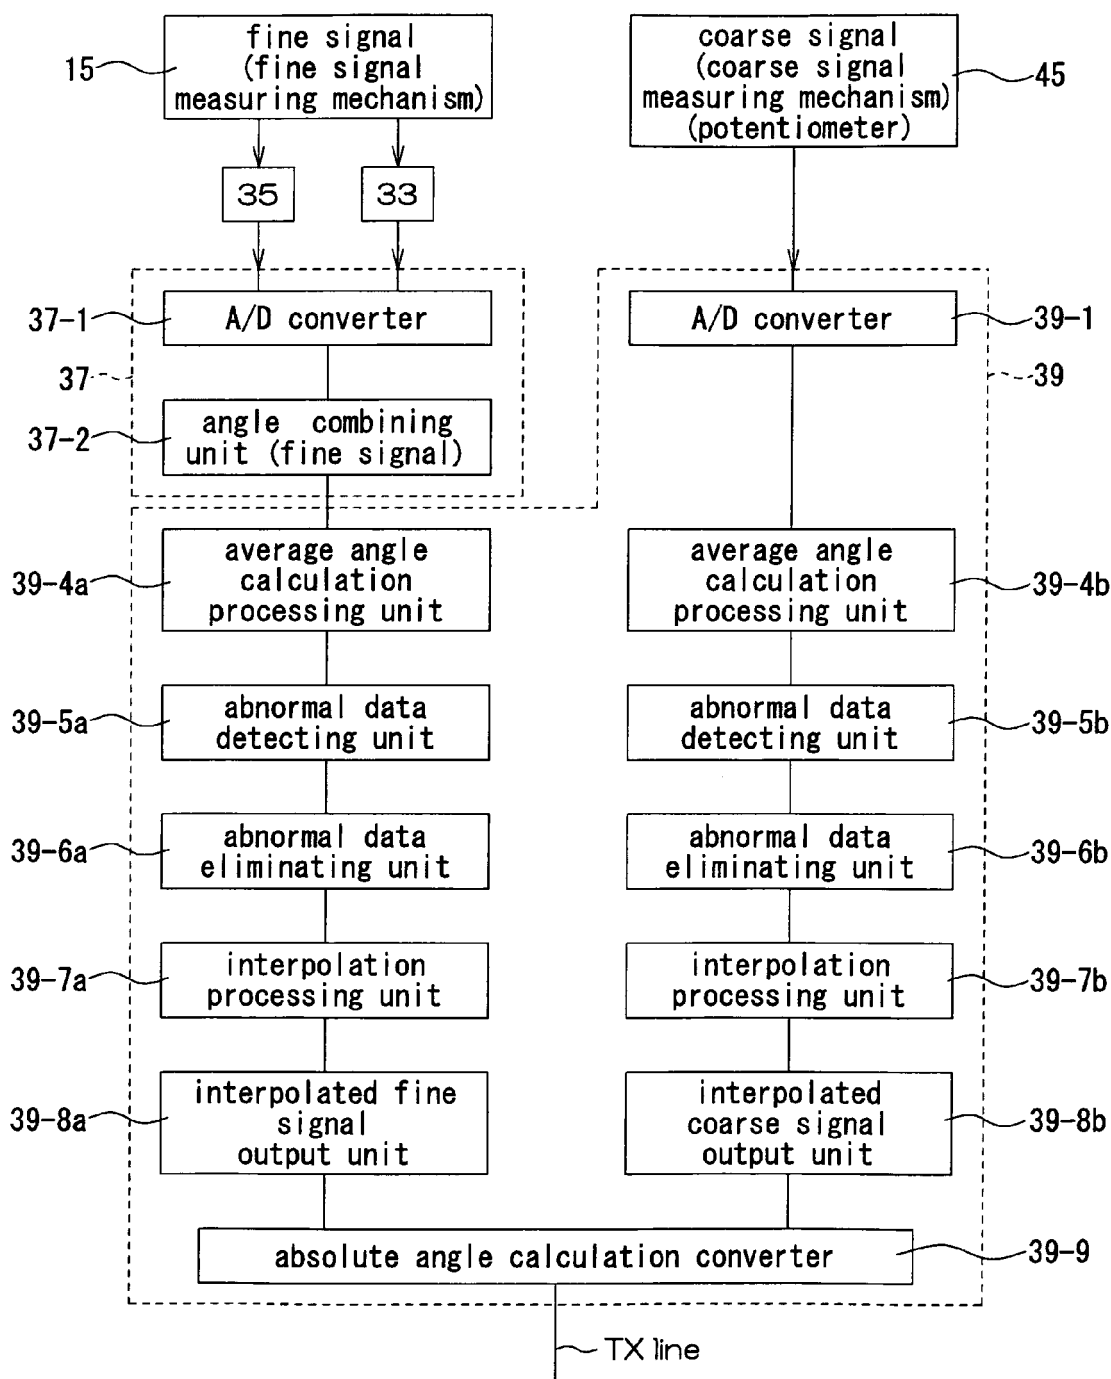 fine signal
(fine signal
measuring mechanism)
15
coarse signal
(coarse signal
measuring mechanism)
(potentiometer)
45
35
33
37-1
A/D converter
A/D converter
39-1
37
39
37-2
angle combining
unit (fine signal)
39-4a
average angle
calculation
processing unit
average angle
calculation
processing unit
39-4b
39-5a
abnormal data
detecting unit
abnormal data
detecting unit
39-5b
39-6a
abnormal data
eliminating unit
abnormal data
eliminating unit
39-6b
39-7a
interpolation
processing unit
interpolation
processing unit
39-7b
39-8a
interpolated fine
signal
output unit
interpolated
coarse signal
output unit
39-8b
absolute angle calculation converter
39-9
TX line